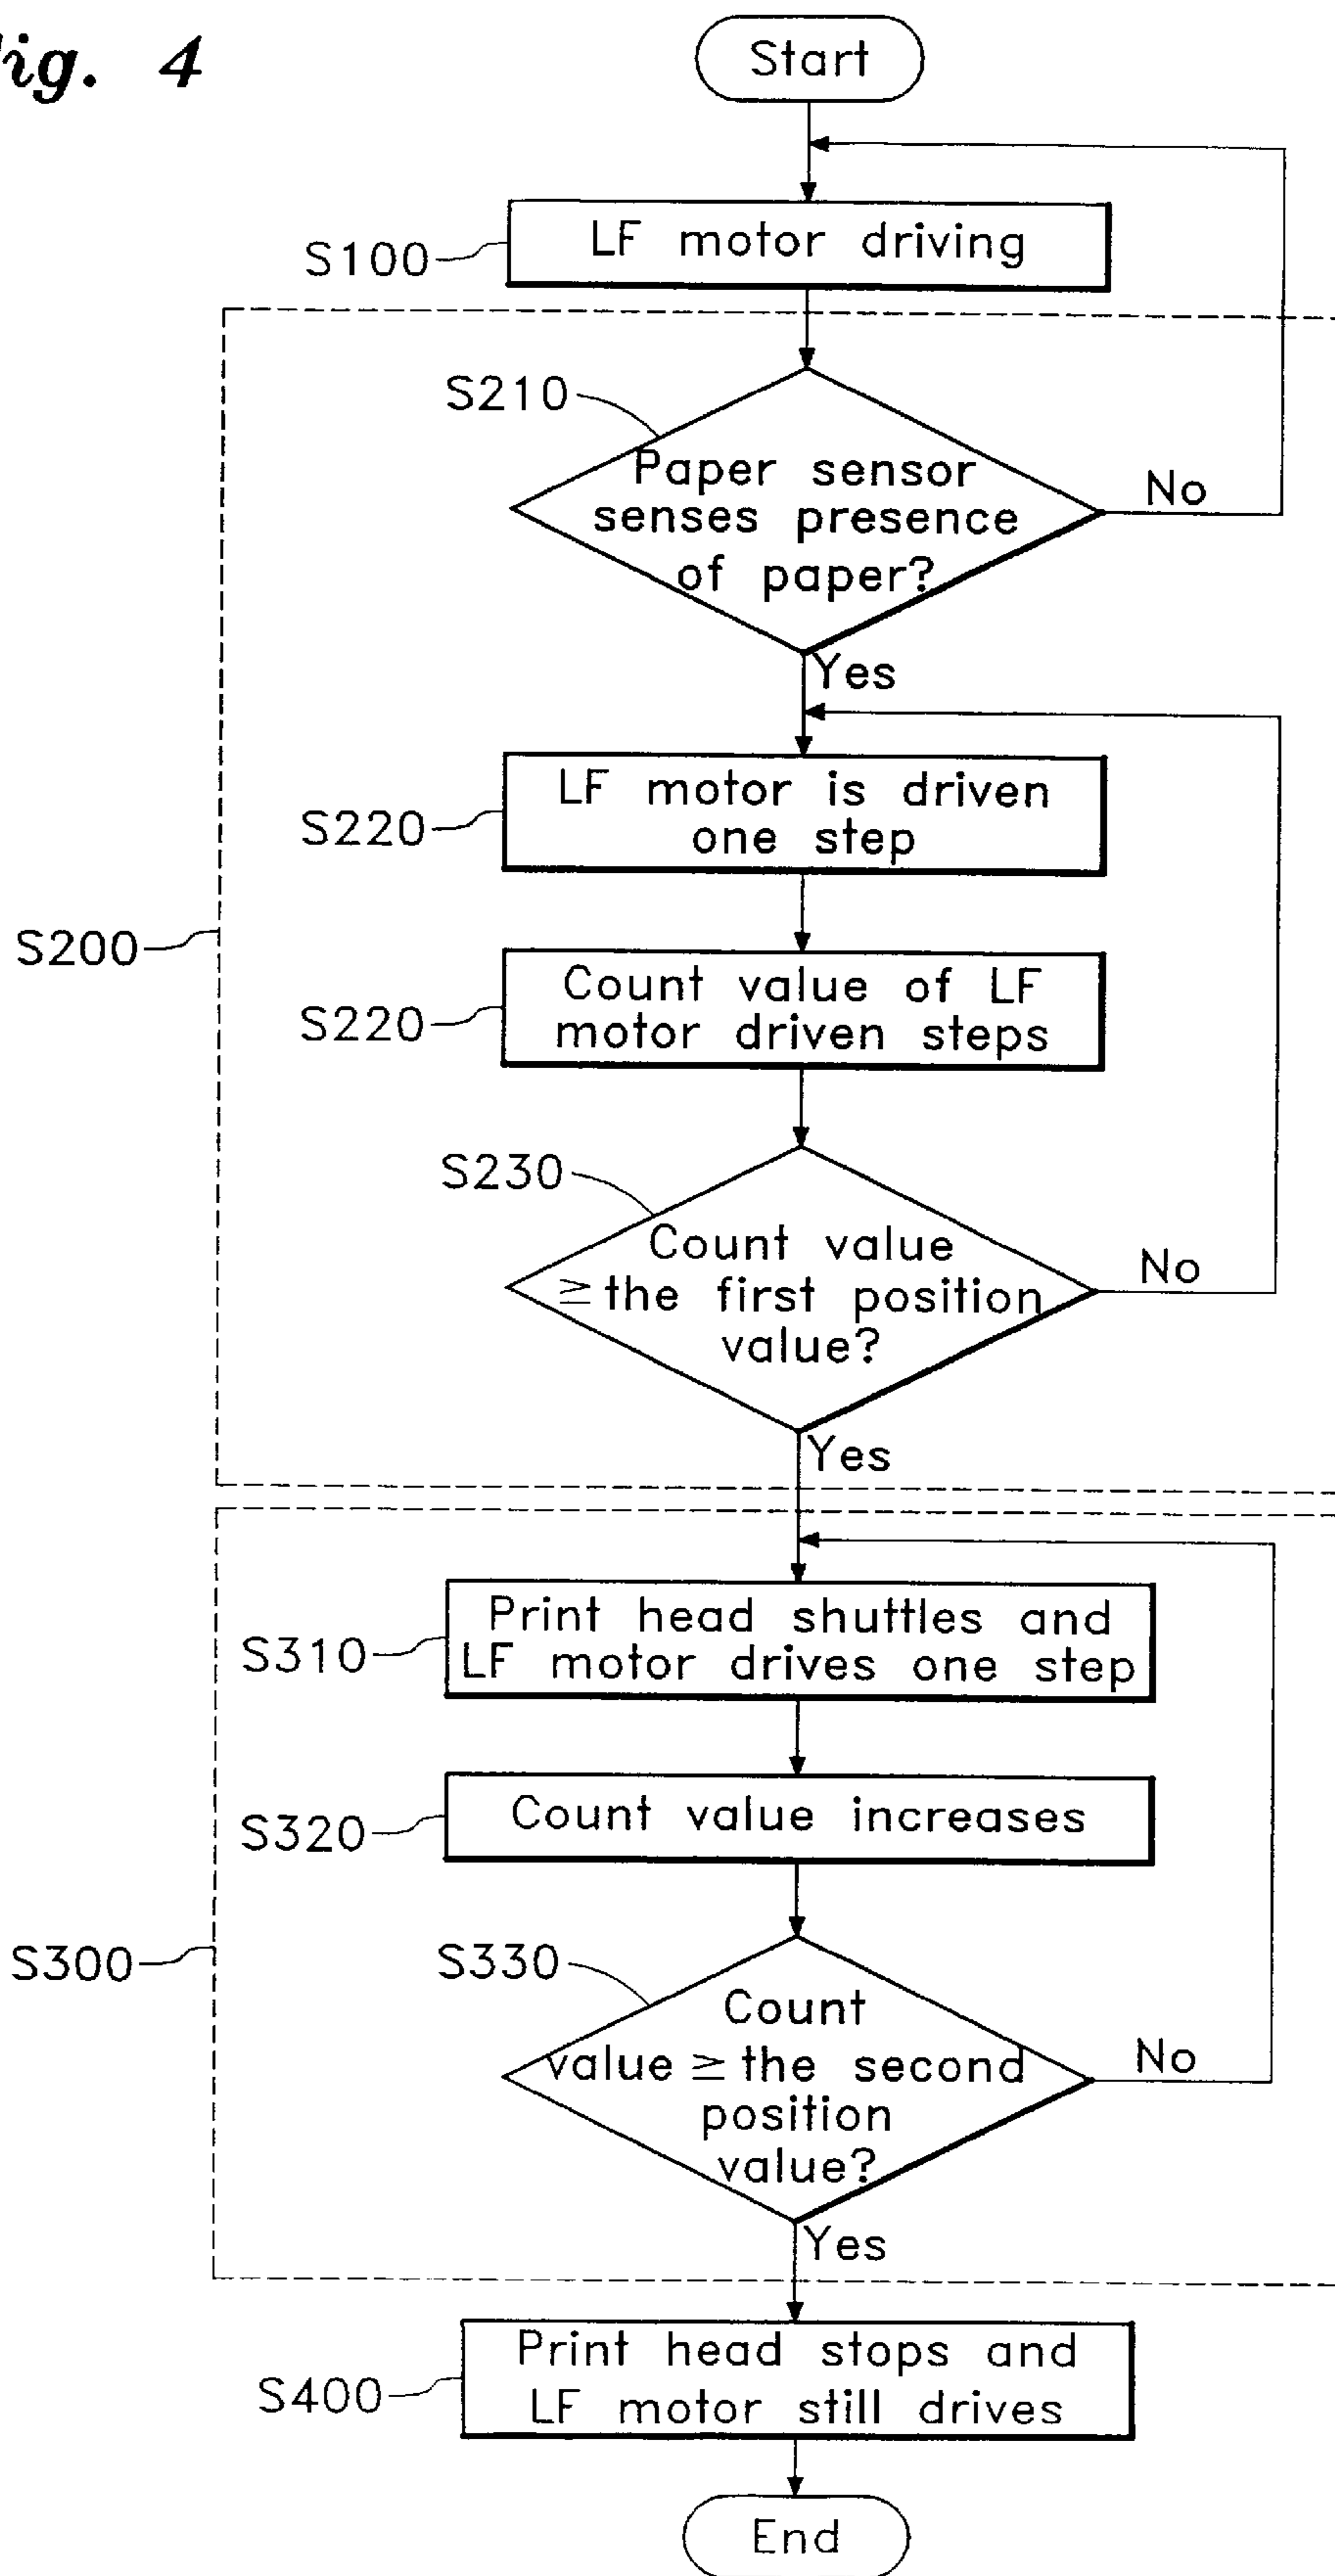 ig. 4
Start
S100
LF motor driving
S210
Paper sensor
senses presence
of paper?
No
Yes
S220
LF motor is driven
one step
S200
S220
Count value of LF
motor driven steps
S230
Count value
≧ the first position
value?
No
Yes
S310
Print head shuttles and
LF motor drives one step
S320
Count value increases
S300
S330
Count
value ≧ the second
position
value?
No
Yes
S400
Print head stops and
LF motor still drives
End